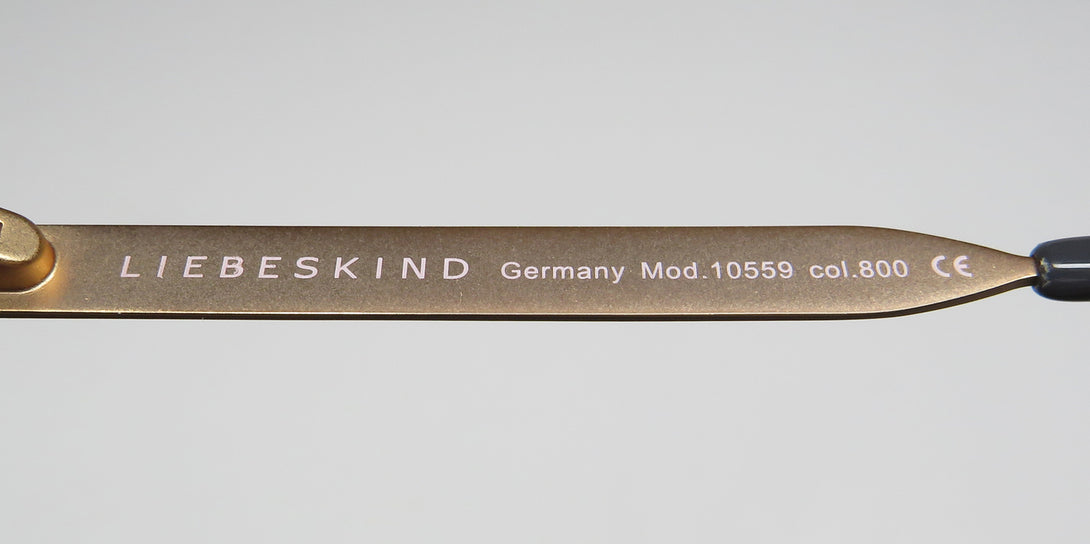 LIEBESKIND Germany Mod.10559 col.800 CE